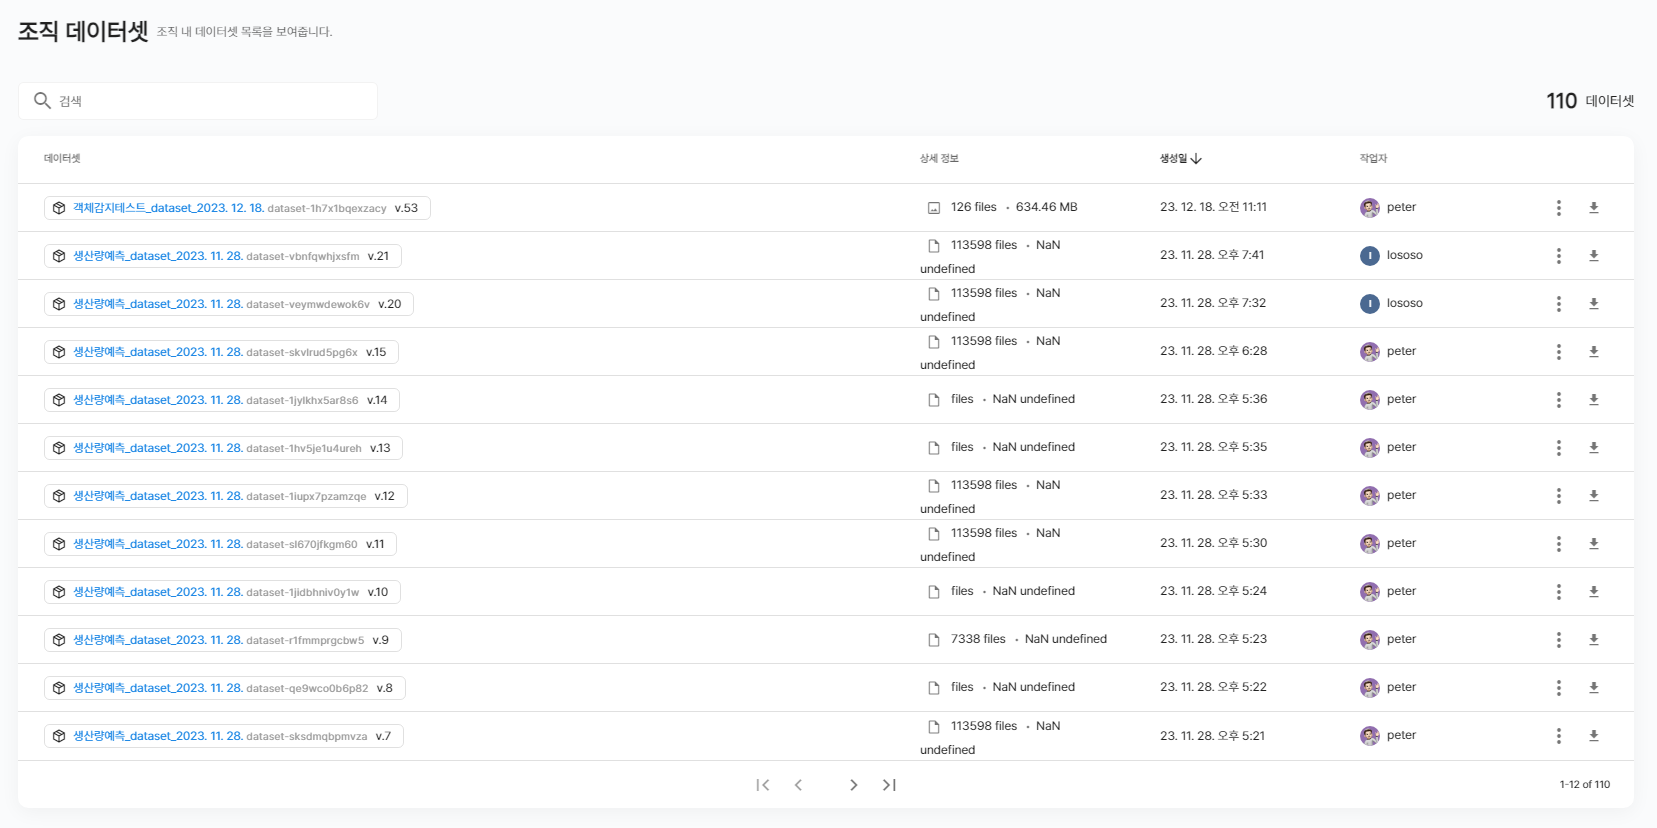 조직 데이터셋 조직 내 데이터셋 목록을 보여줍니다.
검색
110 데이터셋
데이터셋 상세 정보 생성일 작업자
객체감지테스트_dataset_2023. 12. 18. dataset-1h7x1bqexzacy v.53 126 files • 634.46 MB 23. 12. 18. 오전 11:11 peter
생산량예측_dataset_2023. 11. 28. dataset-vbnfqwhjxsfm v.21 113598 files • NaN undefined 23. 11. 28. 오후 7:41 I lososo
생산량예측_dataset_2023. 11. 28. dataset-veymwdewok6v v.20 113598 files • NaN undefined 23. 11. 28. 오후 7:32 I lososo
생산량예측_dataset_2023. 11. 28. dataset-skvlrud5pg6x v.15 113598 files • NaN undefined 23. 11. 28. 오후 6:28 peter
생산량예측_dataset_2023. 11. 28. dataset-1jylkhx5ar8s6 v.14 files • NaN undefined 23. 11. 28. 오후 5:36 peter
생산량예측_dataset_2023. 11. 28. dataset-1hv5je1u4ureh v.13 files • NaN undefined 23. 11. 28. 오후 5:35 peter
생산량예측_dataset_2023. 11. 28. dataset-1iupx7pzamzqe v.12 113598 files • NaN undefined 23. 11. 28. 오후 5:33 peter
생산량예측_dataset_2023. 11. 28. dataset-sl670jfkgm60 v.11 113598 files • NaN undefined 23. 11. 28. 오후 5:30 peter
생산량예측_dataset_2023. 11. 28. dataset-1jidbhniv0y1w v.10 files • NaN undefined 23. 11. 28. 오후 5:24 peter
생산량예측_dataset_2023. 11. 28. dataset-r1fmmprgcbw5 v.9 7338 files • NaN undefined 23. 11. 28. 오후 5:23 peter
생산량예측_dataset_2023. 11. 28. dataset-qe9wco0b6p82 v.8 files • NaN undefined 23. 11. 28. 오후 5:22 peter
생산량예측_dataset_2023. 11. 28. dataset-sksdmqbpmvza v.7 113598 files • NaN undefined 23. 11. 28. 오후 5:21 peter
1-12 of 110